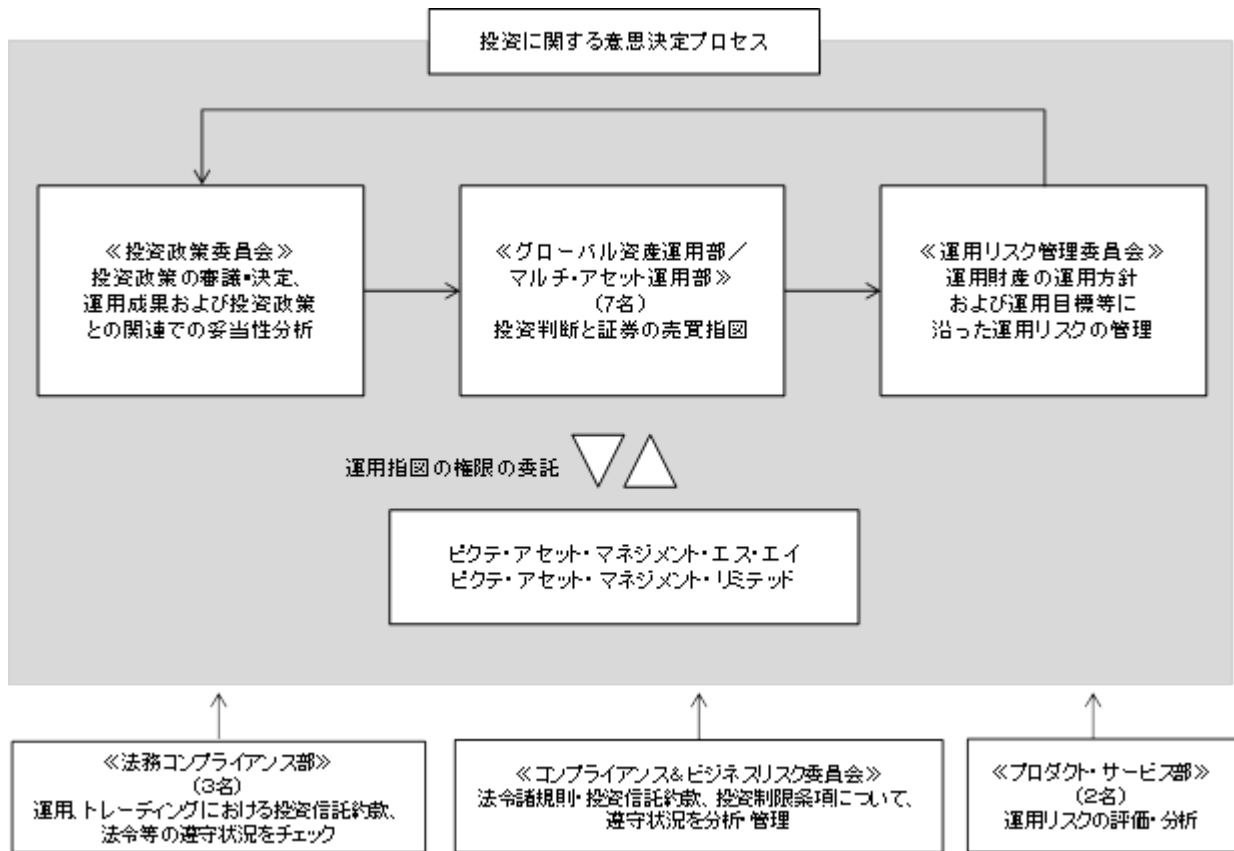 投資に関する意思決定プロセス
≪投資政策委員会≫
投資政策の審議・決定、
運用成果および投資政策
との関連での妥当性分析
≪グローバル資産運用部／
マルチ・アセット運用部≫
(7名)
投資判断と証券の売買指図
≪運用リスク管理委員会≫
運用財産の運用方針
および運用目標等に
沿った運用リスクの管理
運用指図の権限の委託
ピクテ・アセット・マネジメント・エス・エイ
ピクテ・アセット・マネジメント・リミテッド
≪法務コンプライアンス部≫
(3名)
運用、トレーディングにおける投資信託約款、
法令等の遵守状況をチェック
≪コンプライアンス&ビジネスリスク委員会≫
法令諸規則・投資信託約款、投資制限条項について、
遵守状況を分析・管理
≪プロダクト・サービス部≫
(2名)
運用リスクの評価・分析